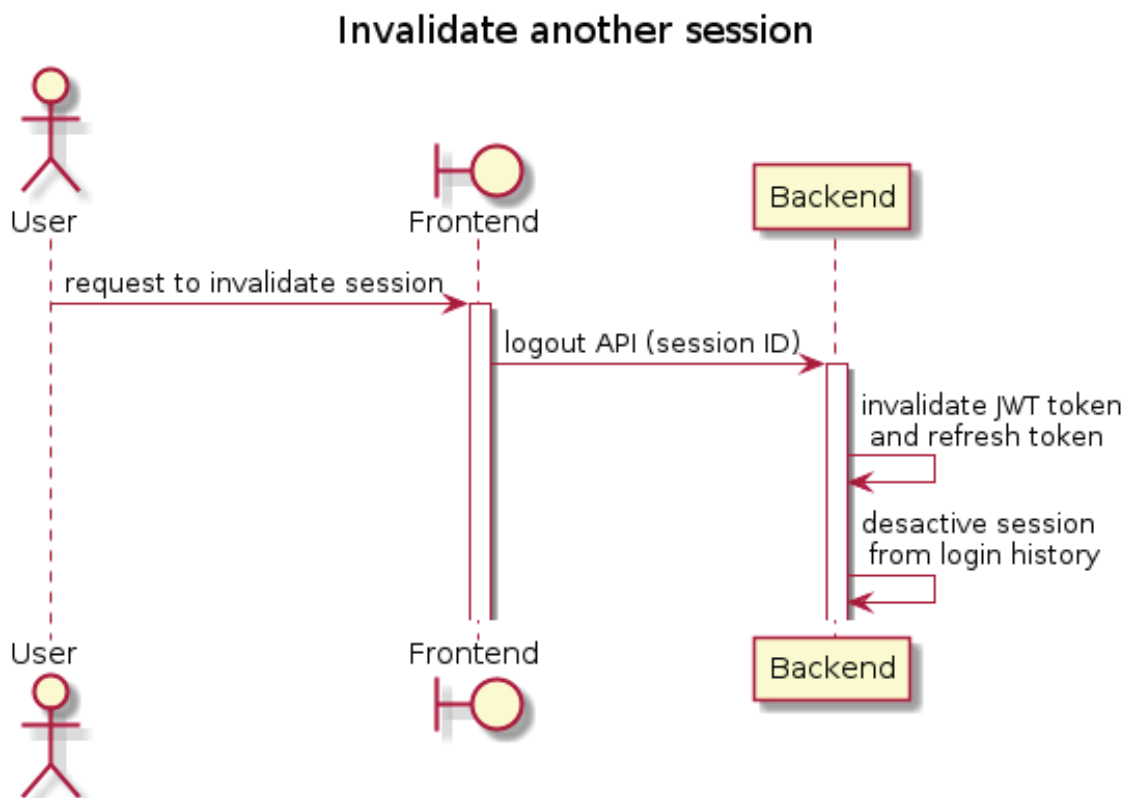 Invalidate another session
User
Frontend
Backend
request to invalidate session
logout API (session ID)
invalidate JWT token
and refresh token
desactive session
from login history
User
Frontend
Backend